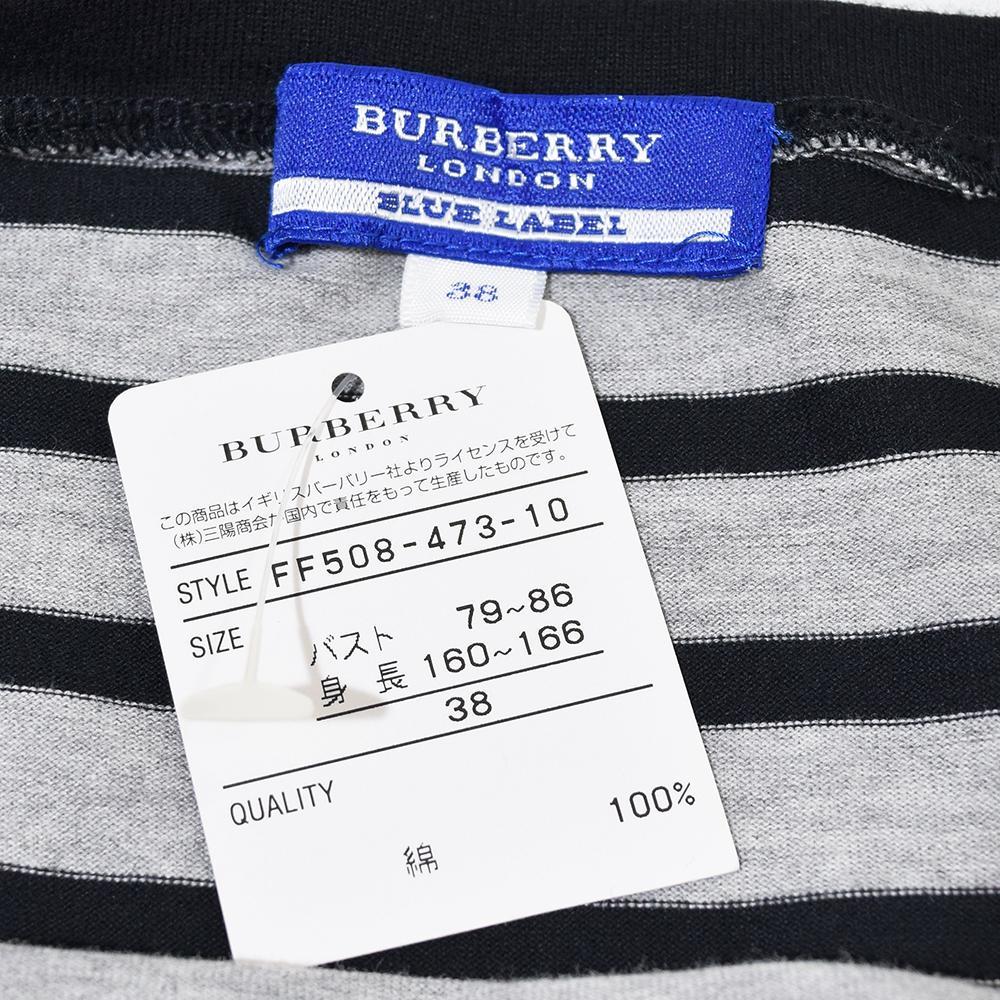 BURBERRY
LONDON
BLUE LABEL
38
BURBERRY
LONDON
この商品はイギリスバーバリー社よりライセンスを受けて
(株)三陽商会が国内で責任をもって生産したものです。
STYLE FF508-473-10
SIZE バスト 79~86
身 長 160~166
38
QUALITY
綿 100%